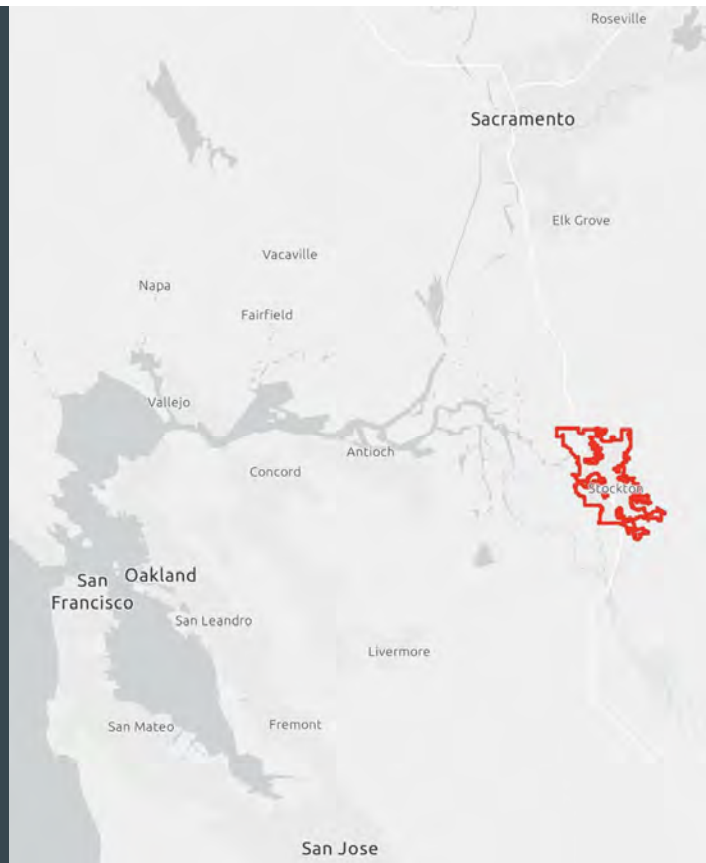 Roseville
Sacramento
Elk Grove
Vacaville
Napa
Fairfield
Vallejo
Antioch
Concord
Stockton
San
Francisco
Oakland
San Leandro
Livermore
San Mateo
Fremont
San Jose